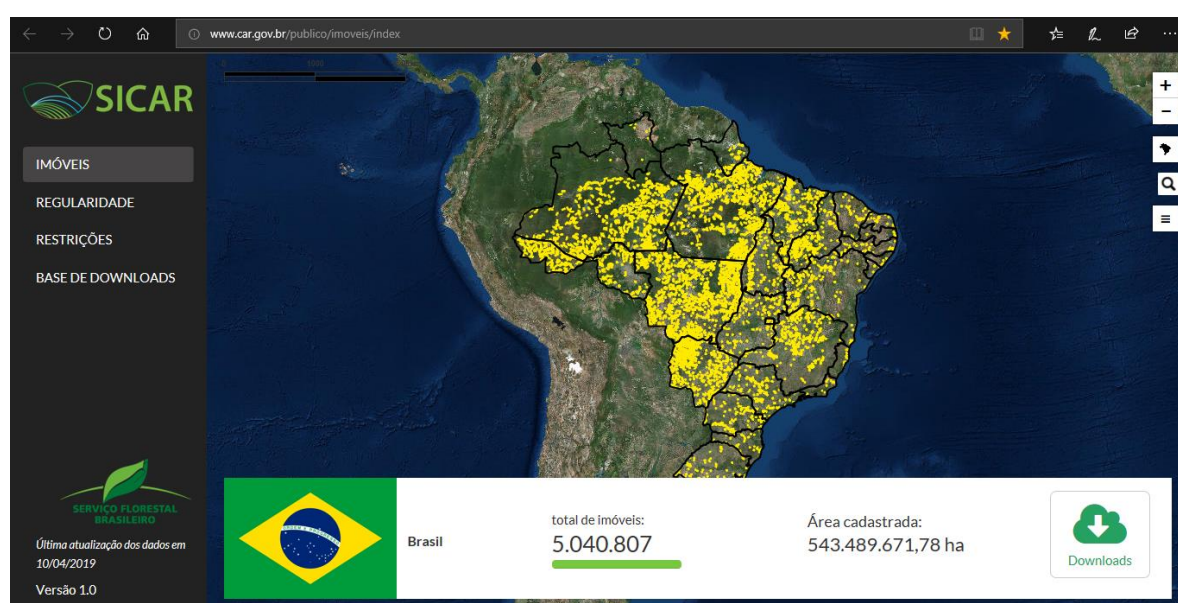 www.car.gov.br/publico/imoveis/index
SICAR
IMÓVEIS
REGULARIDADE
RESTRIÇÕES
BASE DE DOWNLOADS
SERVIÇO FLORESTAL
BRASILEIRO
Última atualização dos dados em
10/04/2019
Versão 1.0
Brasil
total de imóveis:
5.040.807
Área cadastrada:
543.489.671,78 ha
Downloads